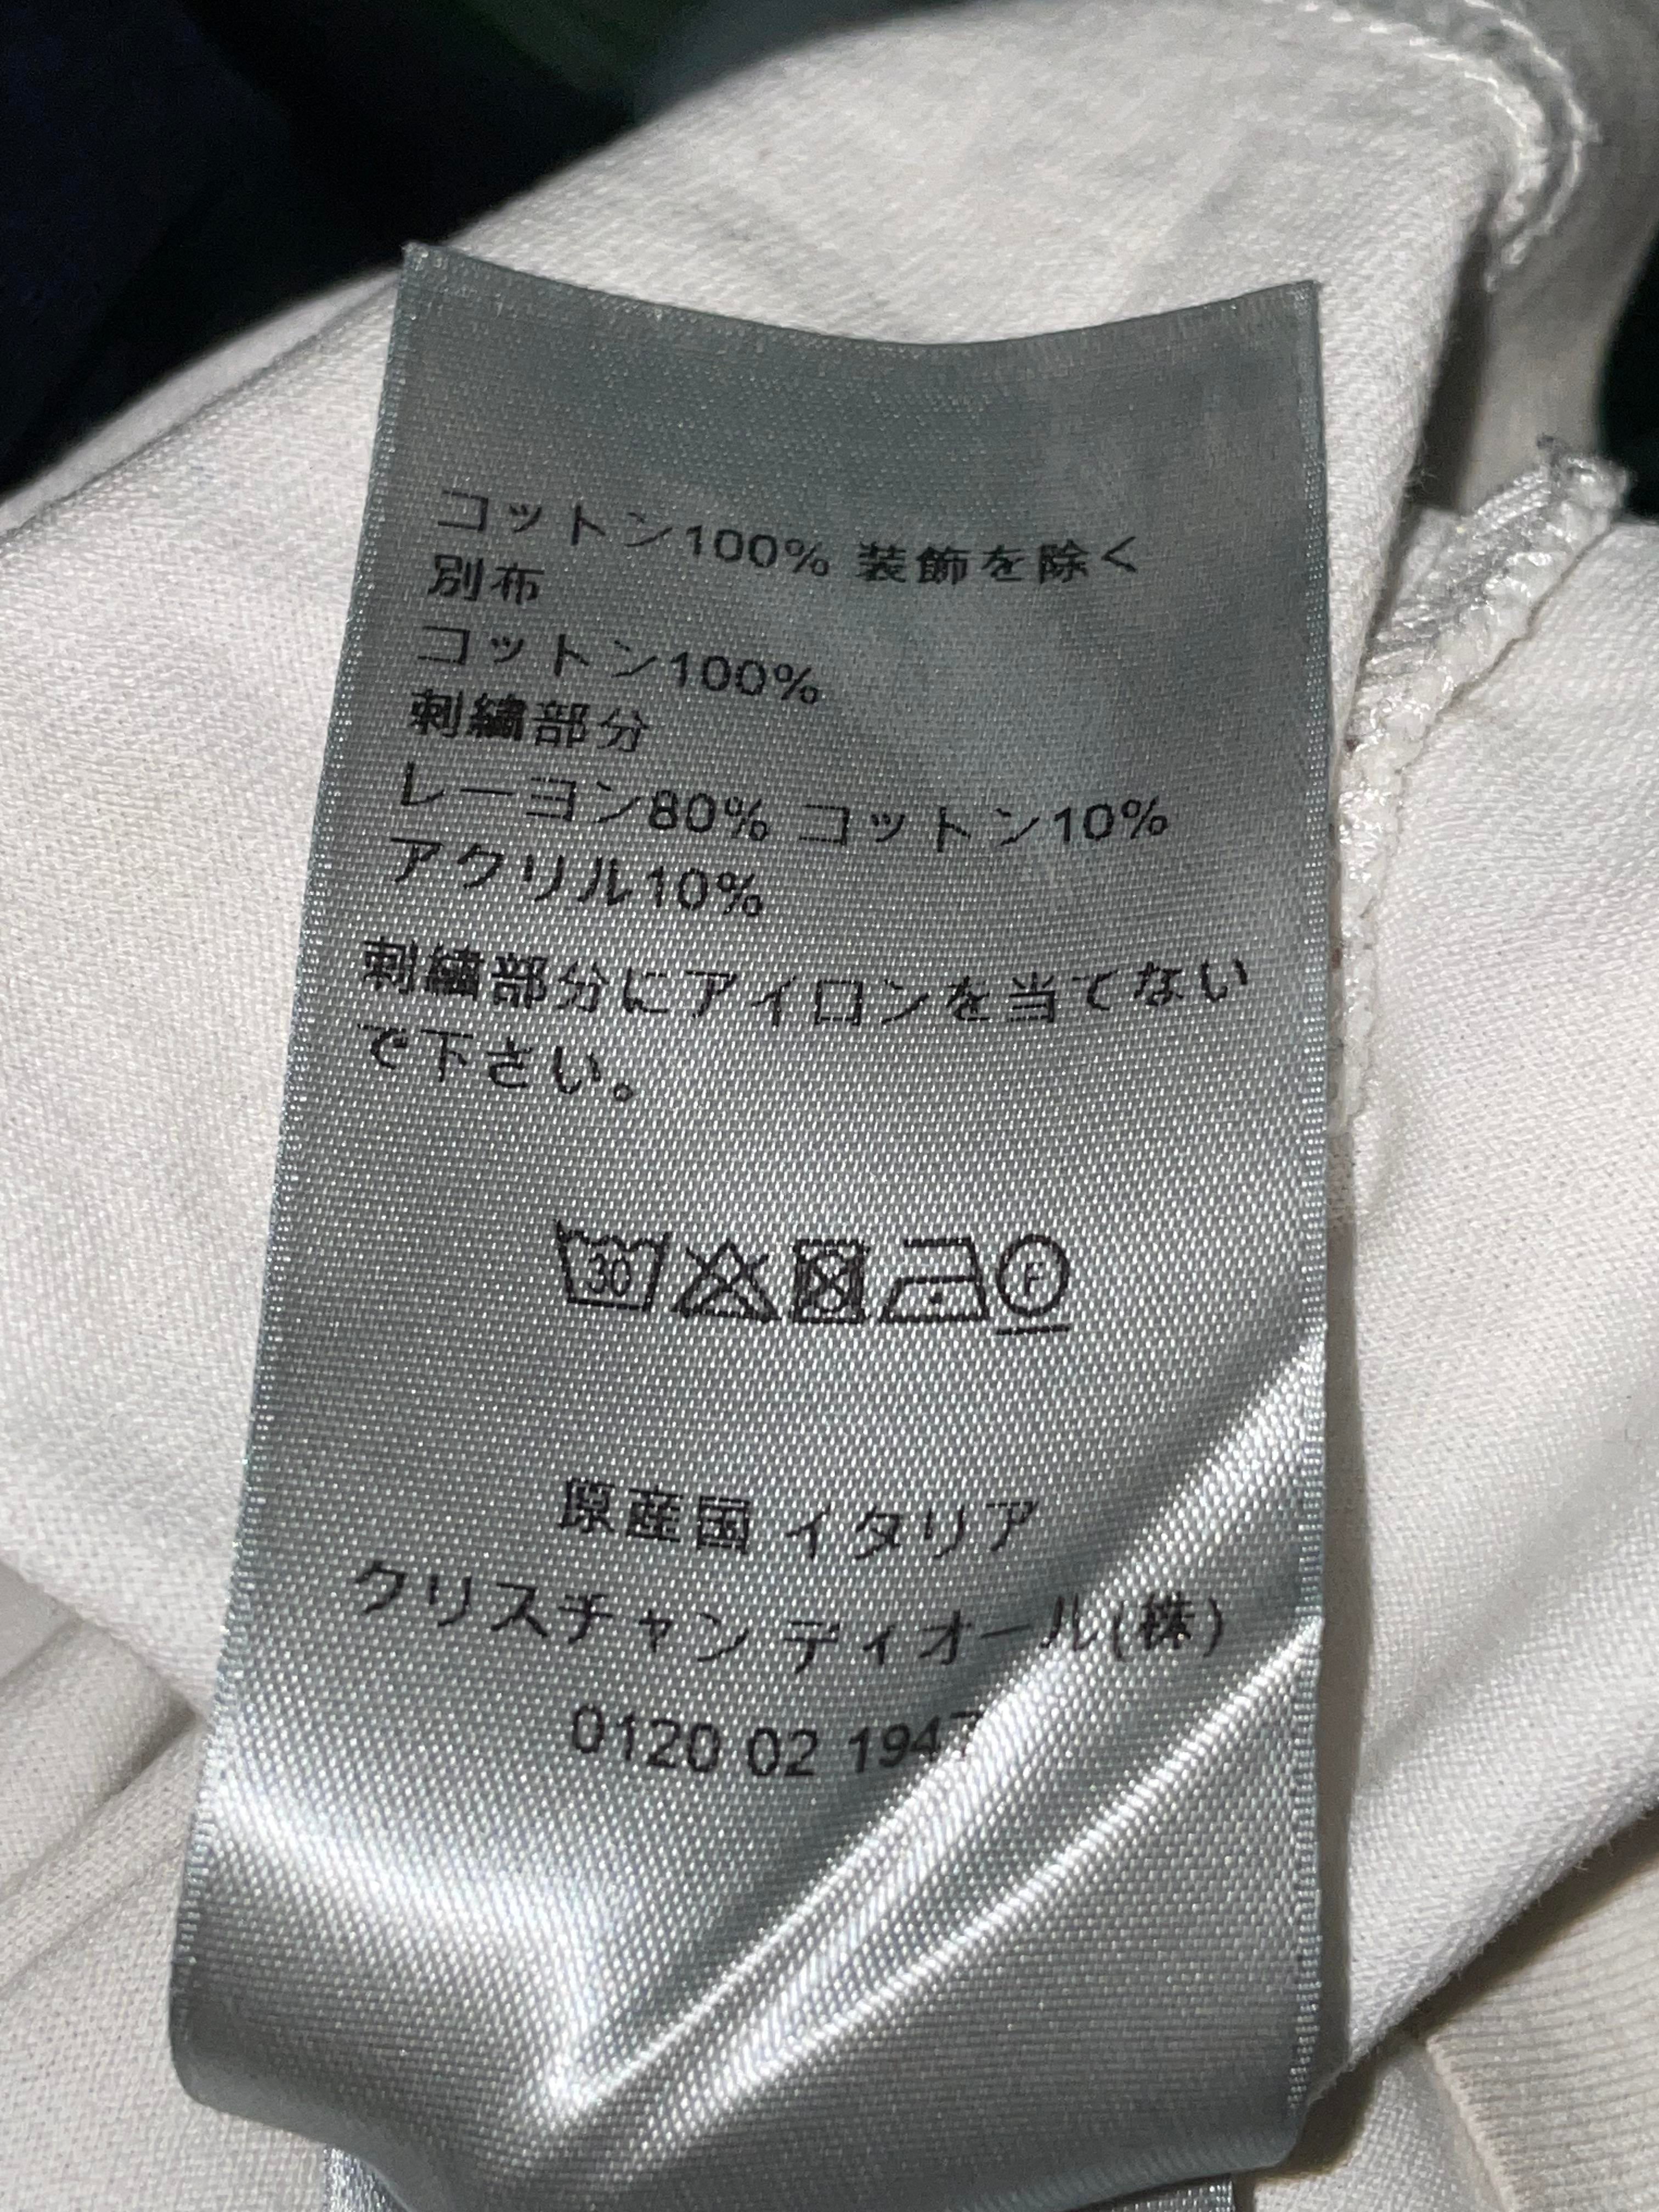 コットン100% 装飾を除く
別布
コットン100%
刺繍部分
レーヨン80% コットン10%
アクリル10%
刺繍部分にアイロンを当てない
で下さい。
30
F
原産国 イタリア
クリスチャン ディオール(株)
0120 02 1947